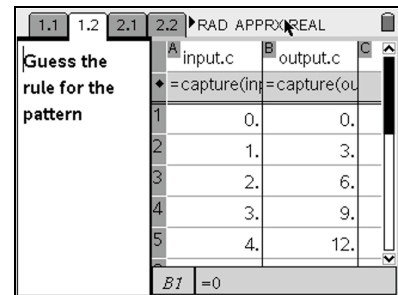 1.1 1.2 2.1 2.2 RAD APPRX REAL
Guess the
rule for the
pattern
A input.c B output.c C
◆ =capture(inp =capture(ou
1 0. 0.
2 1. 3.
3 2. 6.
4 3. 9.
5 4. 12.
B1 =0